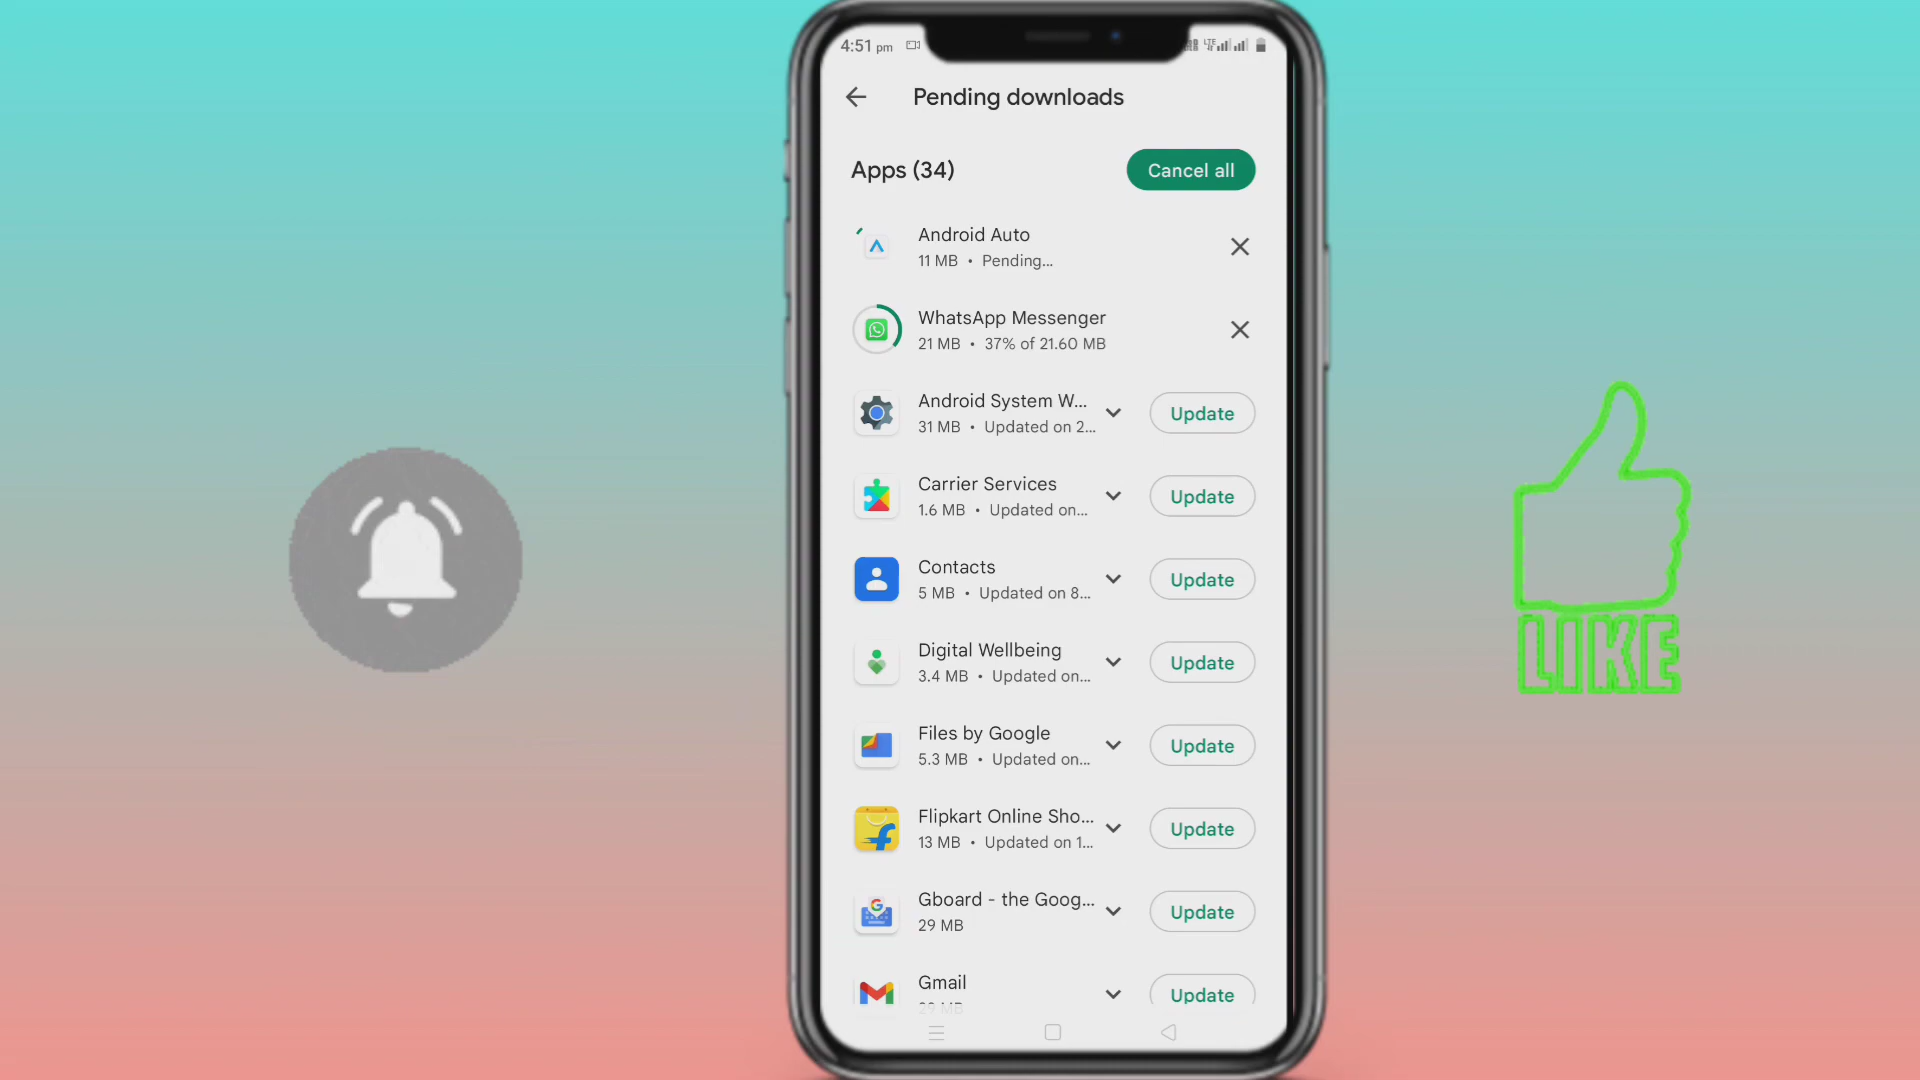 4:51 pm
LTE
Pending downloads
Apps (34)
Cancel all
Android Auto
11 MB • Pending...
WhatsApp Messenger
21 MB • 37% of 21.60 MB
Android System W...
31 MB • Updated on 2...
Update
Carrier Services
1.6 MB • Updated on...
Update
Contacts
5 MB • Updated on 8...
Update
Digital Wellbeing
3.4 MB • Updated on...
Update
Files by Google
5.3 MB • Updated on...
Update
Flipkart Online Sho...
13 MB • Updated on 1...
Update
Gboard - the Goog...
29 MB
Update
Gmail
29 MB
Update
LIKE